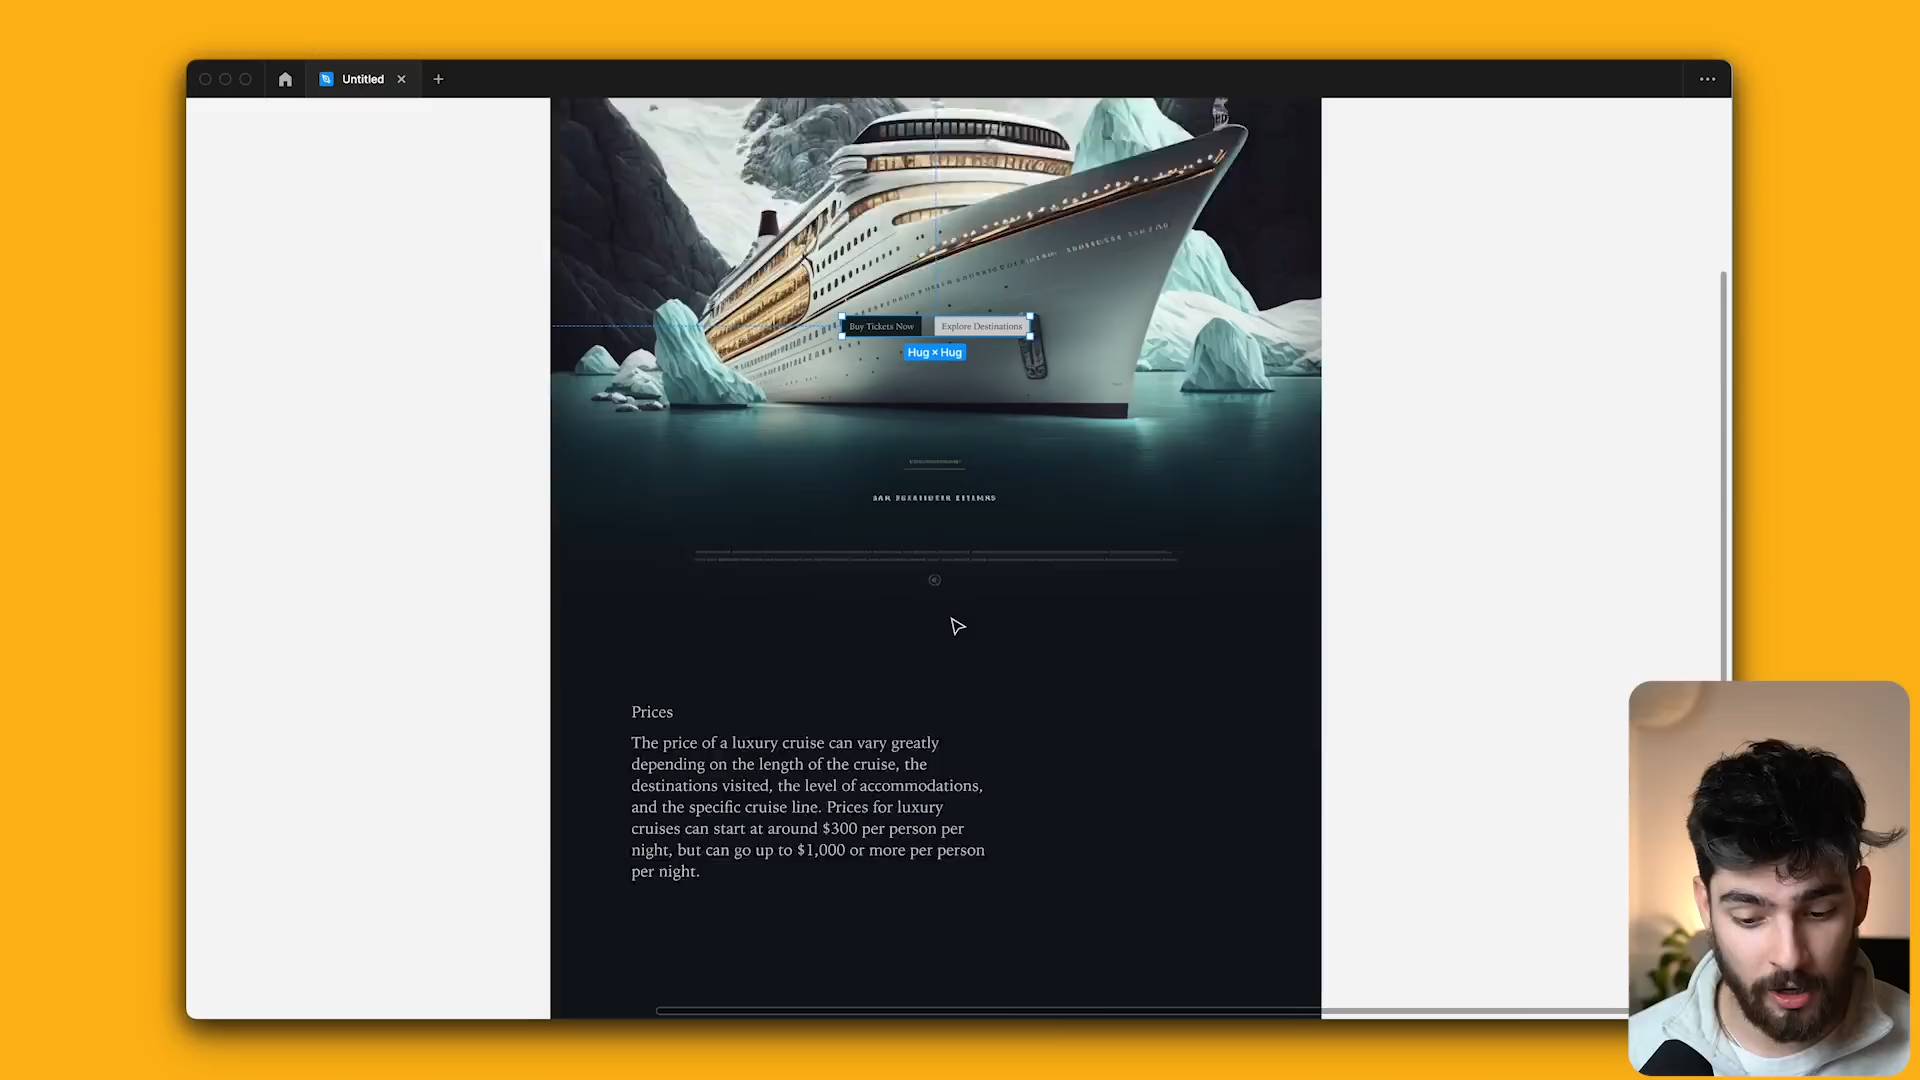 Untitled
Buy Tickets Now
Explore Destinations
Hug × Hug
Prices
The price of a luxury cruise can vary greatly
depending on the length of the cruise, the
destinations visited, the level of accommodations,
and the specific cruise line. Prices for luxury
cruises can start at around $300 per person per
night, but can go up to $1,000 or more per person
per night.